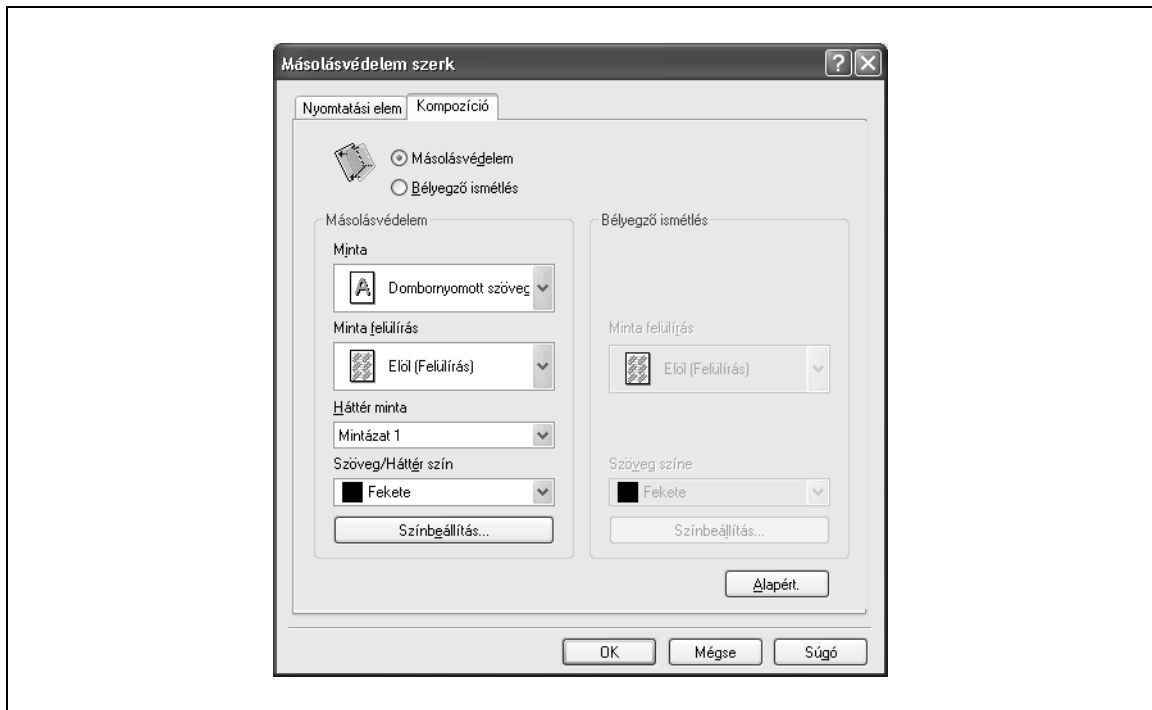 Másolásvédelem szerk
Nyomtatási elem Kompozíció
Másolásvédelem
Bélyegző ismétlés
Másolásvédelem
Minta
Dombornyomott szöveg
Minta felülírás
Elöl (Felülírás)
Háttér minta
Mintázat 1
Szöveg/Háttér szín
Fekete
Színbeállítás...
Bélyegző ismétlés
Minta felülírás
Elöl (Felülírás)
Szöveg színe
Fekete
Színbeállítás...
Alapért.
OK Mégse Súgó